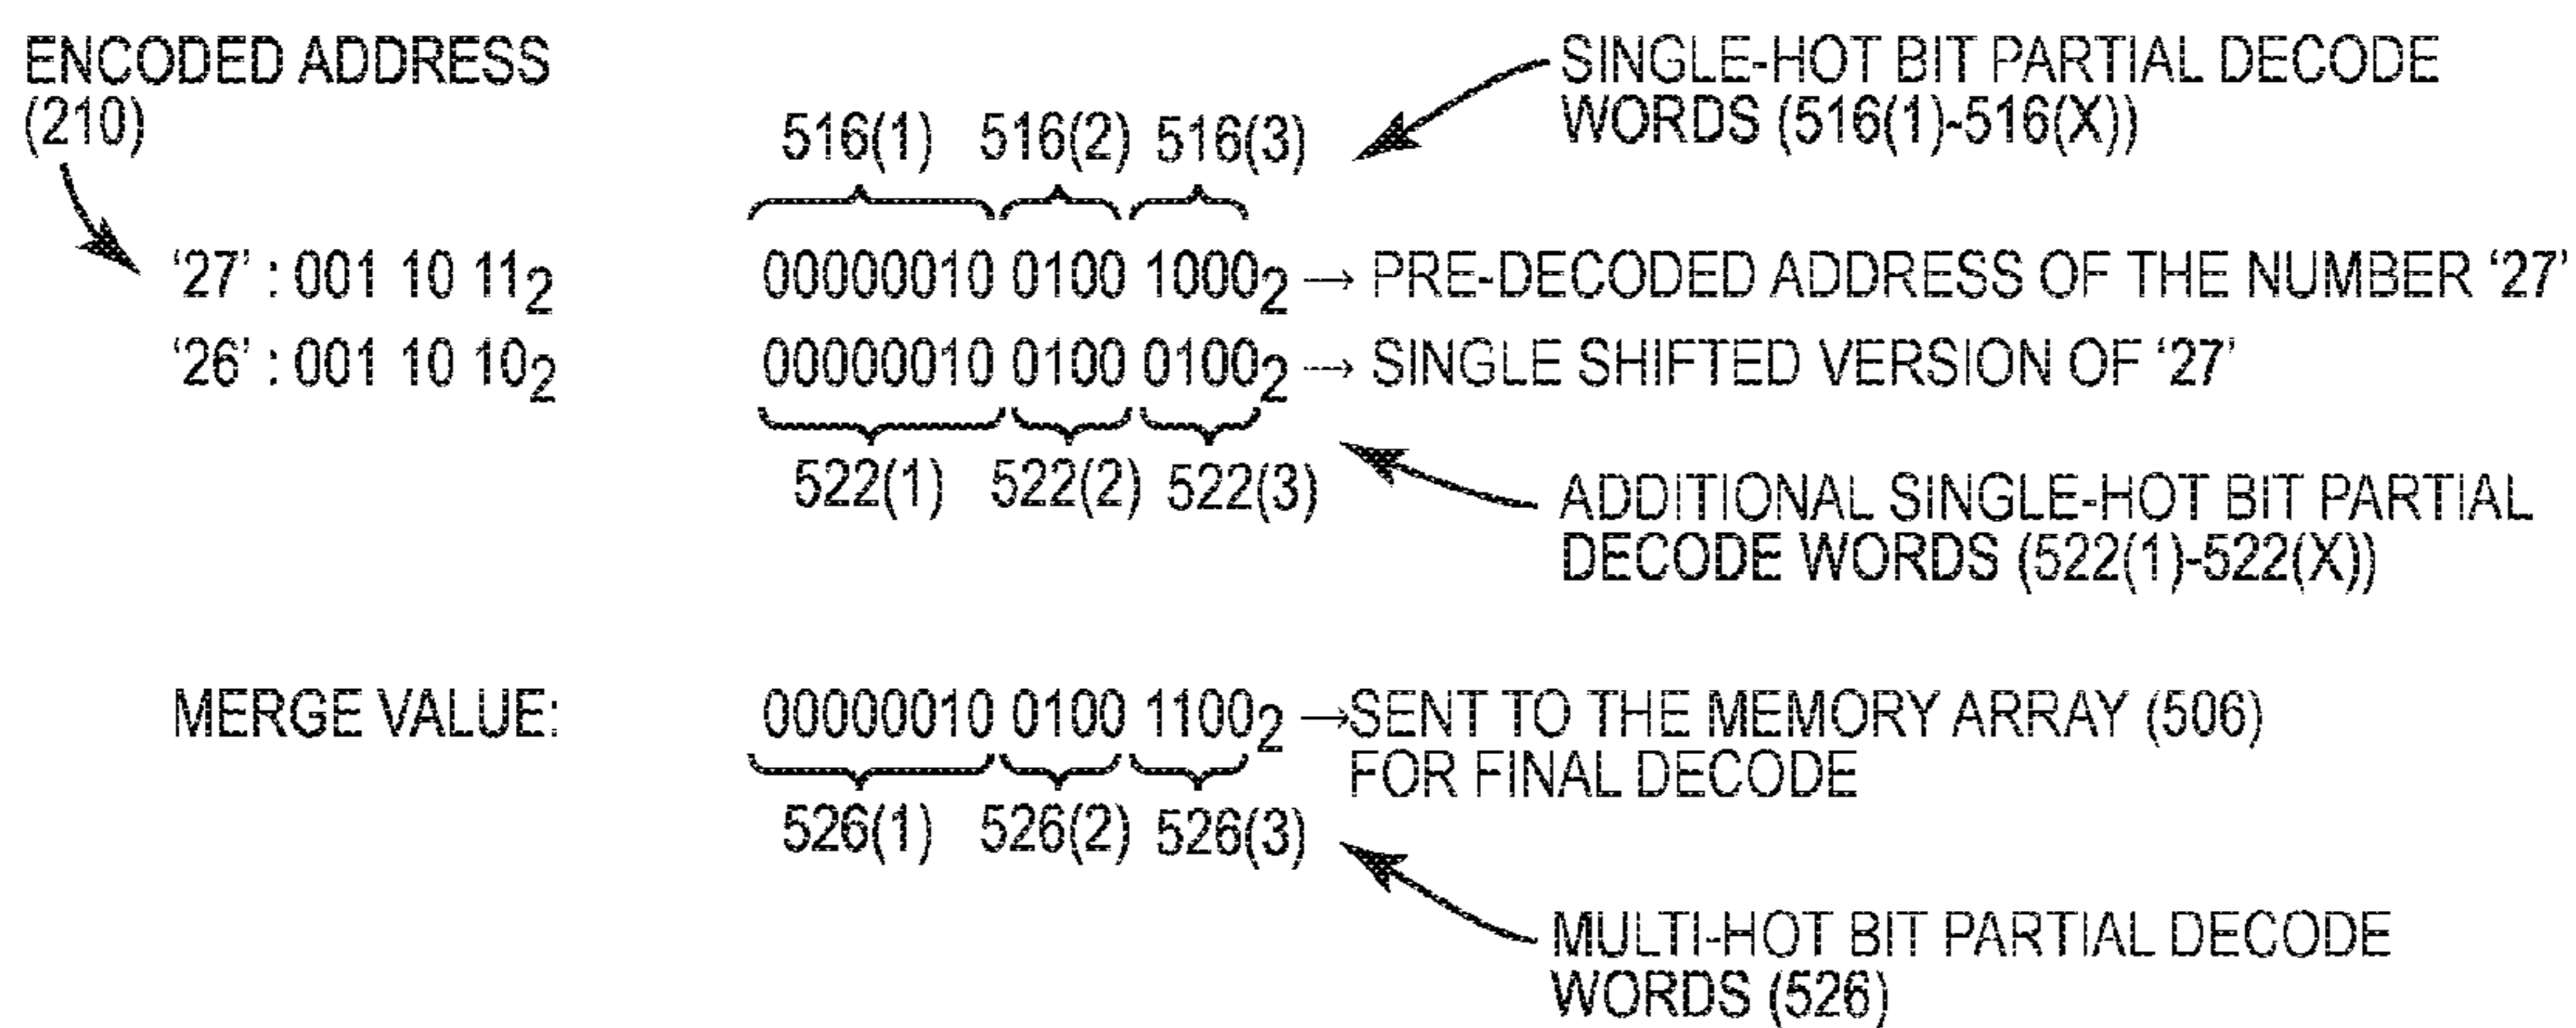 ENCODED ADDRESS
(210)
SINGLE-HOT BIT PARTIAL DECODE
WORDS (516(1)-516(X))
516(1) 516(2) 516(3)
‘27’ : 001 10 11₂ 00000010 0100 1000₂ → PRE-DECODED ADDRESS OF THE NUMBER ‘27’
‘26’ : 001 10 10₂ 00000010 0100 0100₂ → SINGLE SHIFTED VERSION OF ‘27’
522(1) 522(2) 522(3)
ADDITIONAL SINGLE-HOT BIT PARTIAL
DECODE WORDS (522(1)-522(X))
MERGE VALUE: 00000010 0100 1100₂ → SENT TO THE MEMORY ARRAY (506)
FOR FINAL DECODE
526(1) 526(2) 526(3)
MULTI-HOT BIT PARTIAL DECODE
WORDS (526)